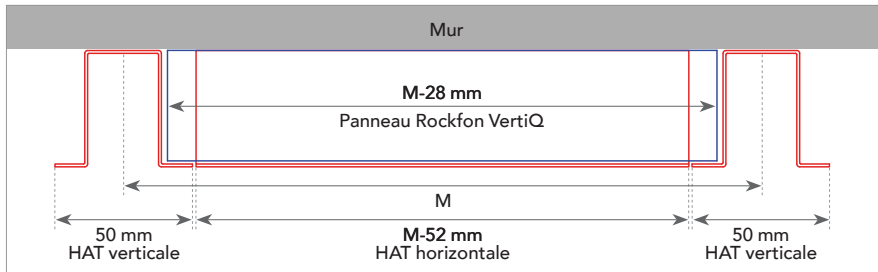 Mur
M-28 mm
Panneau Rockfon VertiQ
M
50 mm
HAT verticale
M-52 mm
HAT horizontale
50 mm
HAT verticale